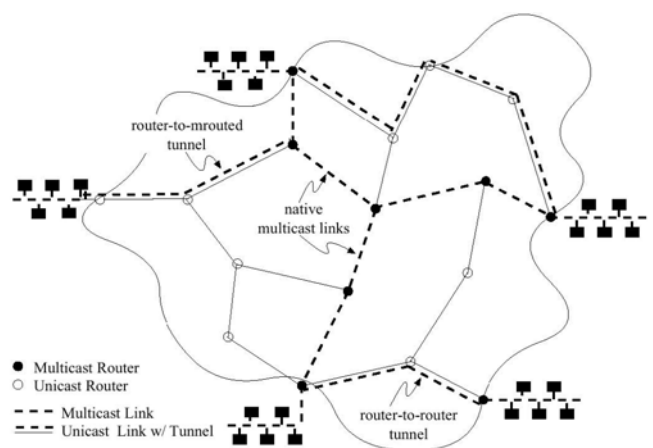 router-to-mrouted
tunnel
native
multicast links
Multicast Router
Unicast Router
Multicast Link
Unicast Link w/ Tunnel
router-to-router
tunnel